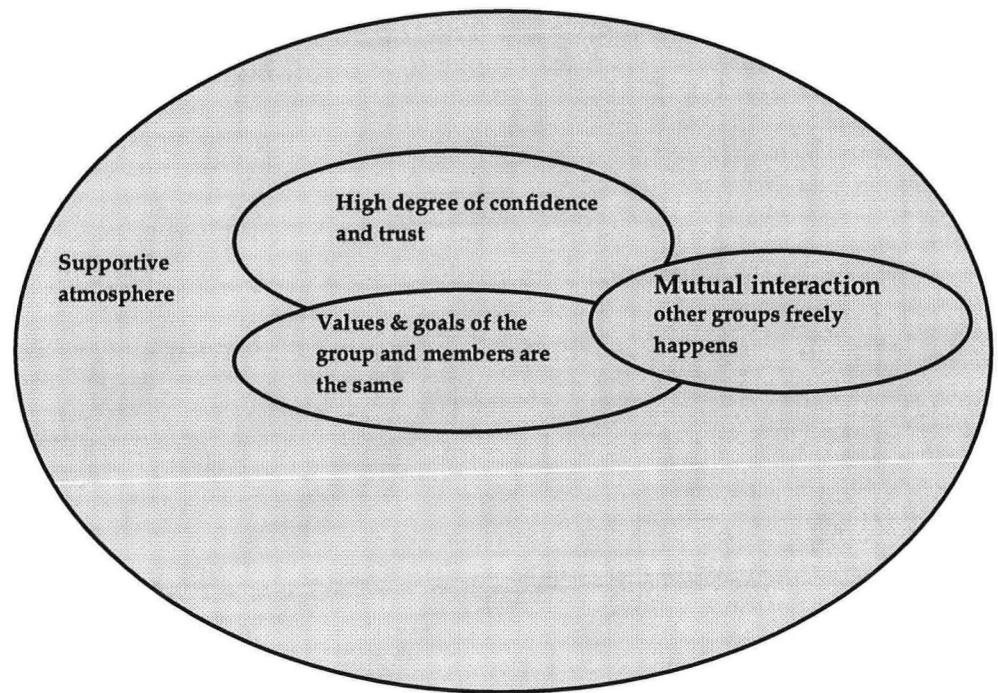 High degree of confidence
and trust
Supportive
atmosphere
Values & goals of the
group and members are
the same
Mutual interaction
other groups freely
happens